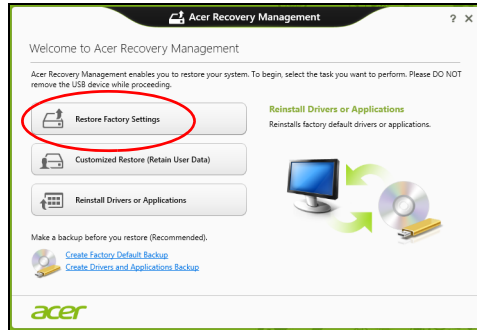 Acer Recovery Management
? X
Welcome to Acer Recovery Management
Acer Recovery Management enables you to restore your system. To begin, select the task you want to perform. Please DO NOT
remove the USB device while proceeding.
Restore Factory Settings
Customized Restore (Retain User Data)
Reinstall Drivers or Applications
Reinstall Drivers or Applications
Reinstalls factory default drivers or applications.
Make a backup before you restore (Recommended).
Create Factory Default Backup
Create Drivers and Applications Backup
acer